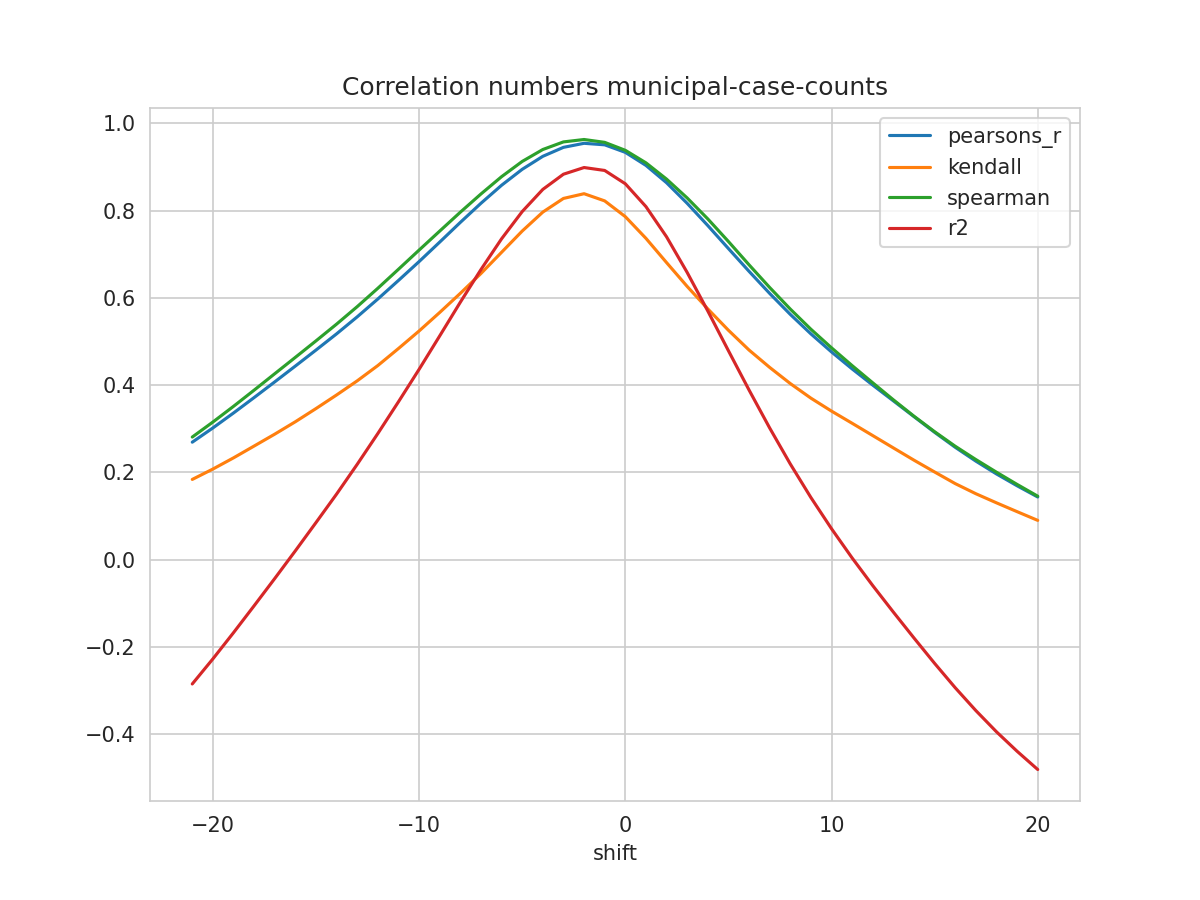 Correlation numbers municipal-case-counts
1.0
0.8
0.6
0.4
0.2
0.0
−0.2
−0.4
pearsons_r
kendall
spearman
r2
−20 −10 0 10 20
shift